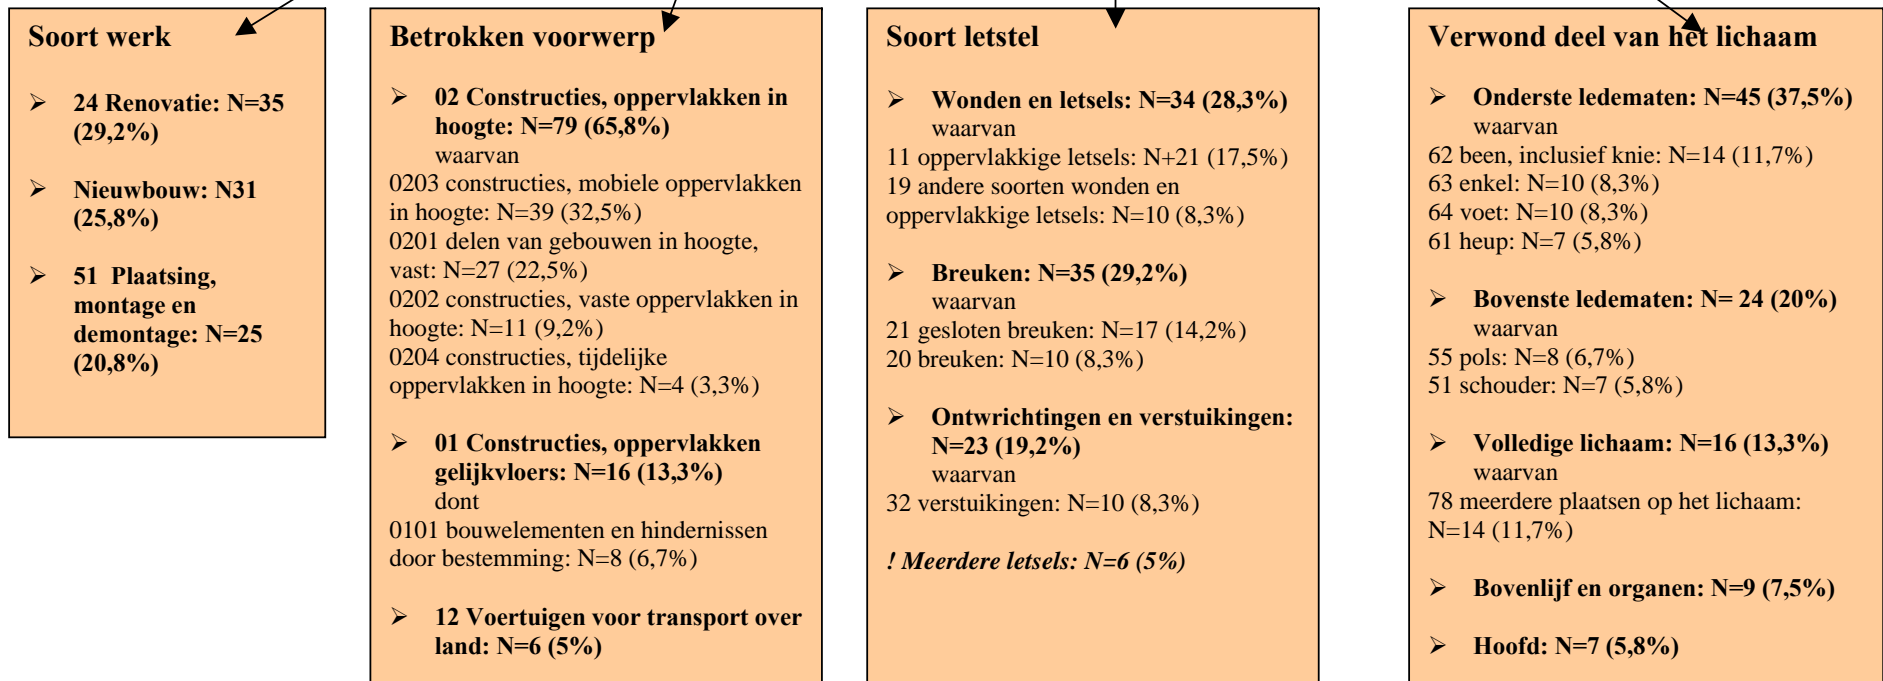 Soort werk
➢ 24 Renovatie: N=35
(29,2%)
➢ Nieuwbouw: N31
(25,8%)
➢ 51 Plaatsing,
montage en
demontage: N=25
(20,8%)
Betrokken voorwerp
➢ 02 Constructies, oppervlakken in
hoogte: N=79 (65,8%)
waarvan
0203 constructies, mobiele oppervlakken
in hoogte: N=39 (32,5%)
0201 delen van gebouwen in hoogte,
vast: N=27 (22,5%)
0202 constructies, vaste oppervlakken in
hoogte: N=11 (9,2%)
0204 constructies, tijdelijke
oppervlakken in hoogte: N=4 (3,3%)
➢ 01 Constructies, oppervlakken
gelijkvloers: N=16 (13,3%)
dont
0101 bouwelementen en hindernissen
door bestemming: N=8 (6,7%)
➢ 12 Voertuigen voor transport over
land: N=6 (5%)
Soort letstel
➢ Wonden en letsels: N=34 (28,3%)
waarvan
11 oppervlakkige letsels: N+21 (17,5%)
19 andere soorten wonden en
oppervlakkige letsels: N=10 (8,3%)
➢ Breuken: N=35 (29,2%)
waarvan
21 gesloten breuken: N=17 (14,2%)
20 breuken: N=10 (8,3%)
➢ Ontwrichtingen en verstuikingen:
N=23 (19,2%)
waarvan
32 verstuikingen: N=10 (8,3%)
! Meerdere letsels: N=6 (5%)
Verwond deel van het lichaam
➢ Onderste ledematen: N=45 (37,5%)
waarvan
62 been, inclusief knie: N=14 (11,7%)
63 enkel: N=10 (8,3%)
64 voet: N=10 (8,3%)
61 heup: N=7 (5,8%)
➢ Bovenste ledematen: N= 24 (20%)
waarvan
55 pols: N=8 (6,7%)
51 schouder: N=7 (5,8%)
➢ Volledige lichaam: N=16 (13,3%)
waarvan
78 meerdere plaatsen op het lichaam:
N=14 (11,7%)
➢ Bovenlijf en organen: N=9 (7,5%)
➢ Hoofd: N=7 (5,8%)